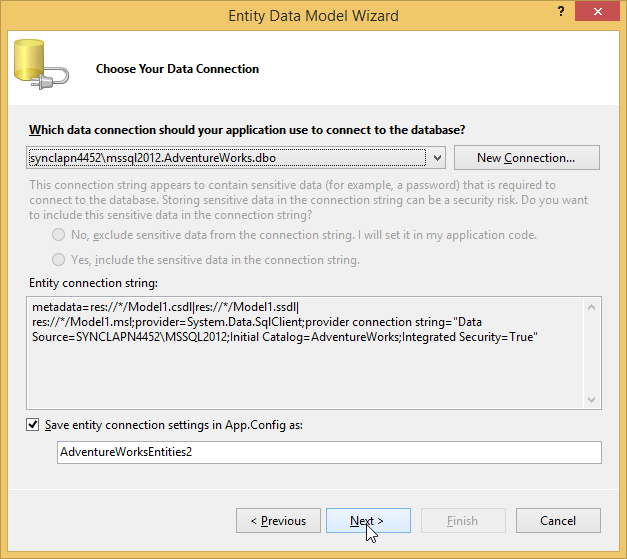 Entity Data Model Wizard
?
Choose Your Data Connection
Which data connection should your application use to connect to the database?
synclapn4452\mssql2012.AdventureWorks.dbo
New Connection...
This connection string appears to contain sensitive data (for example, a password) that is required to
connect to the database. Storing sensitive data in the connection string can be a security risk. Do you want
to include this sensitive data in the connection string?
No, exclude sensitive data from the connection string. I will set it in my application code.
Yes, include the sensitive data in the connection string.
Entity connection string:
metadata=res://*/Model1.csdl|res://*/Model1.ssdl|
res://*/Model1.msl;provider=System.Data.SqlClient;provider connection string="Data
Source=SYNCLAPN4452\MSSQL2012;Initial Catalog=AdventureWorks;Integrated Security=True"
Save entity connection settings in App.Config as:
AdventureWorksEntities2
< Previous
Next >
Finish
Cancel